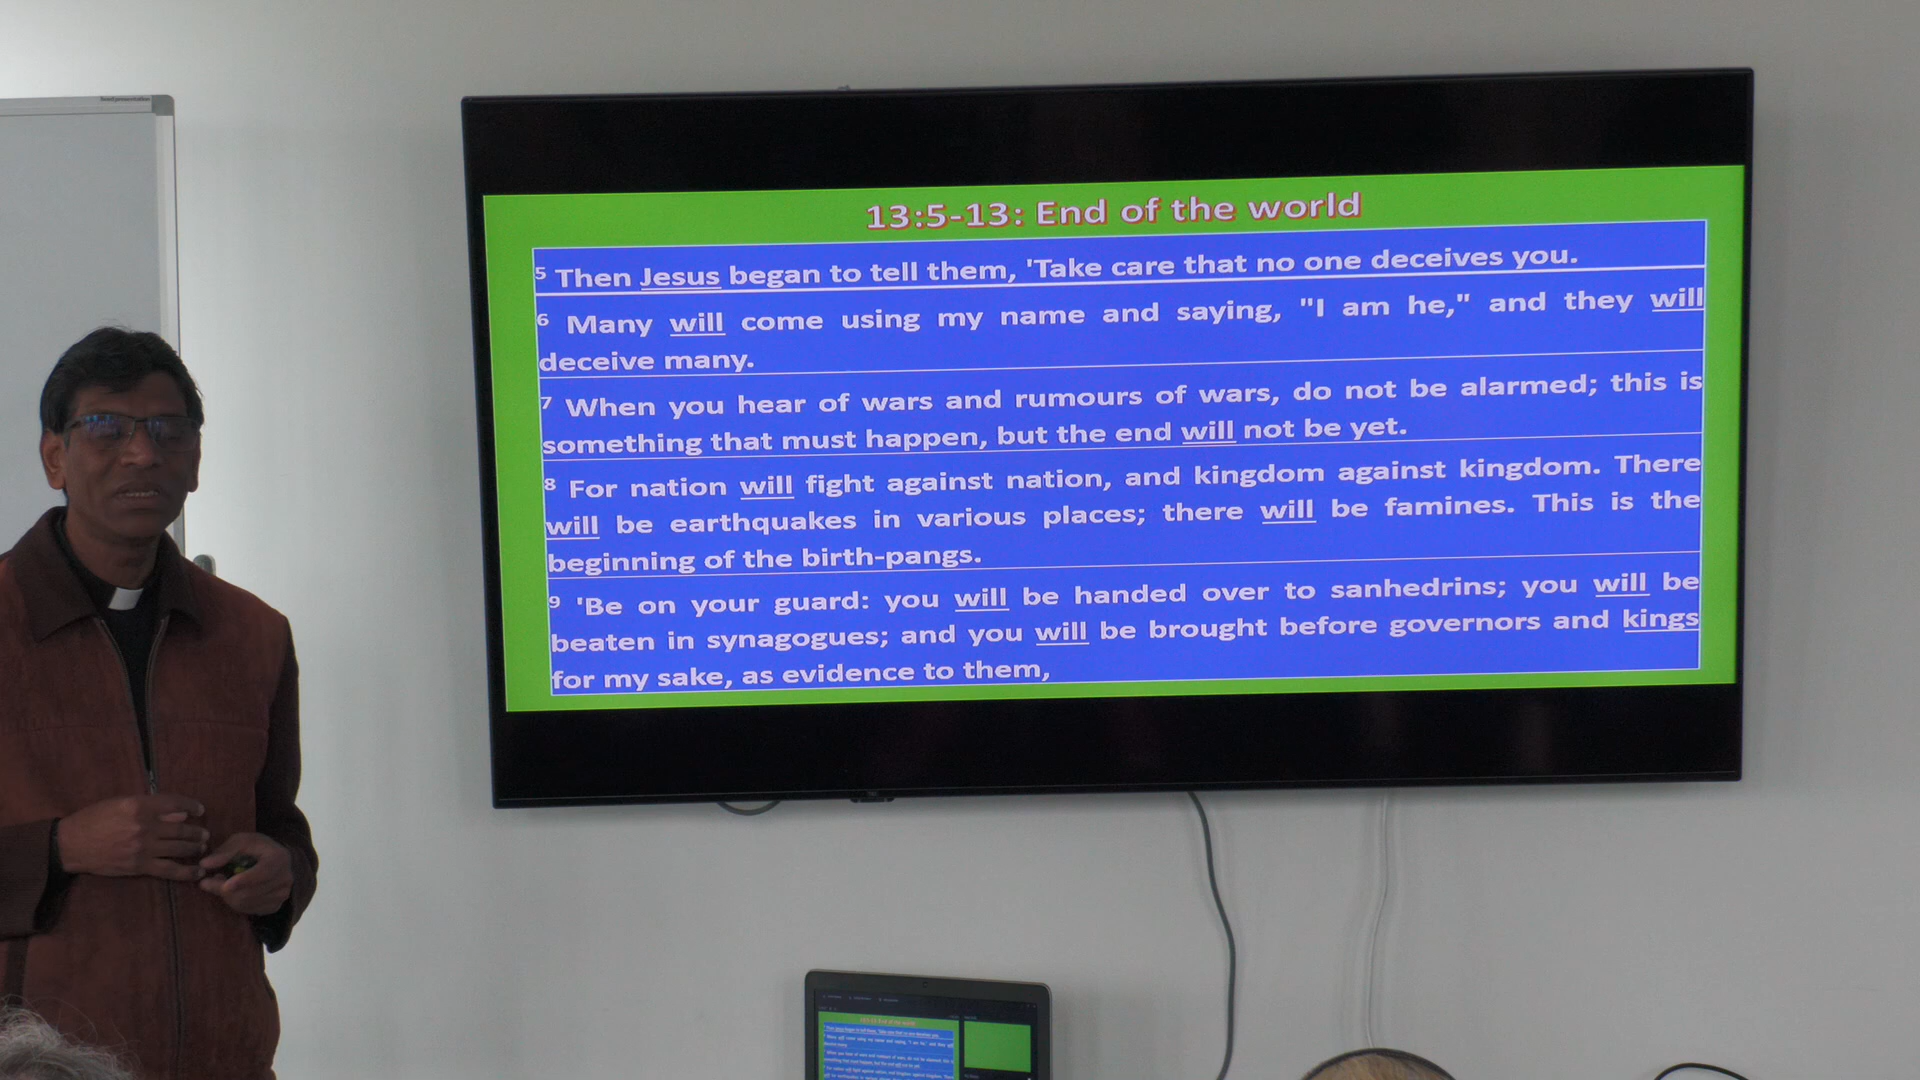 13:5-13: End of the world
5 Then Jesus began to tell them, 'Take care that no one deceives you.
6 Many will come using my name and saying, "I am he," and they will
deceive many.
7 When you hear of wars and rumours of wars, do not be alarmed; this is
something that must happen, but the end will not be yet.
8 For nation will fight against nation, and kingdom against kingdom. There
will be earthquakes in various places; there will be famines. This is the
beginning of the birth-pangs.
9 'Be on your guard: you will be handed over to sanhedrins; you will be
beaten in synagogues; and you will be brought before governors and kings
for my sake, as evidence to them,